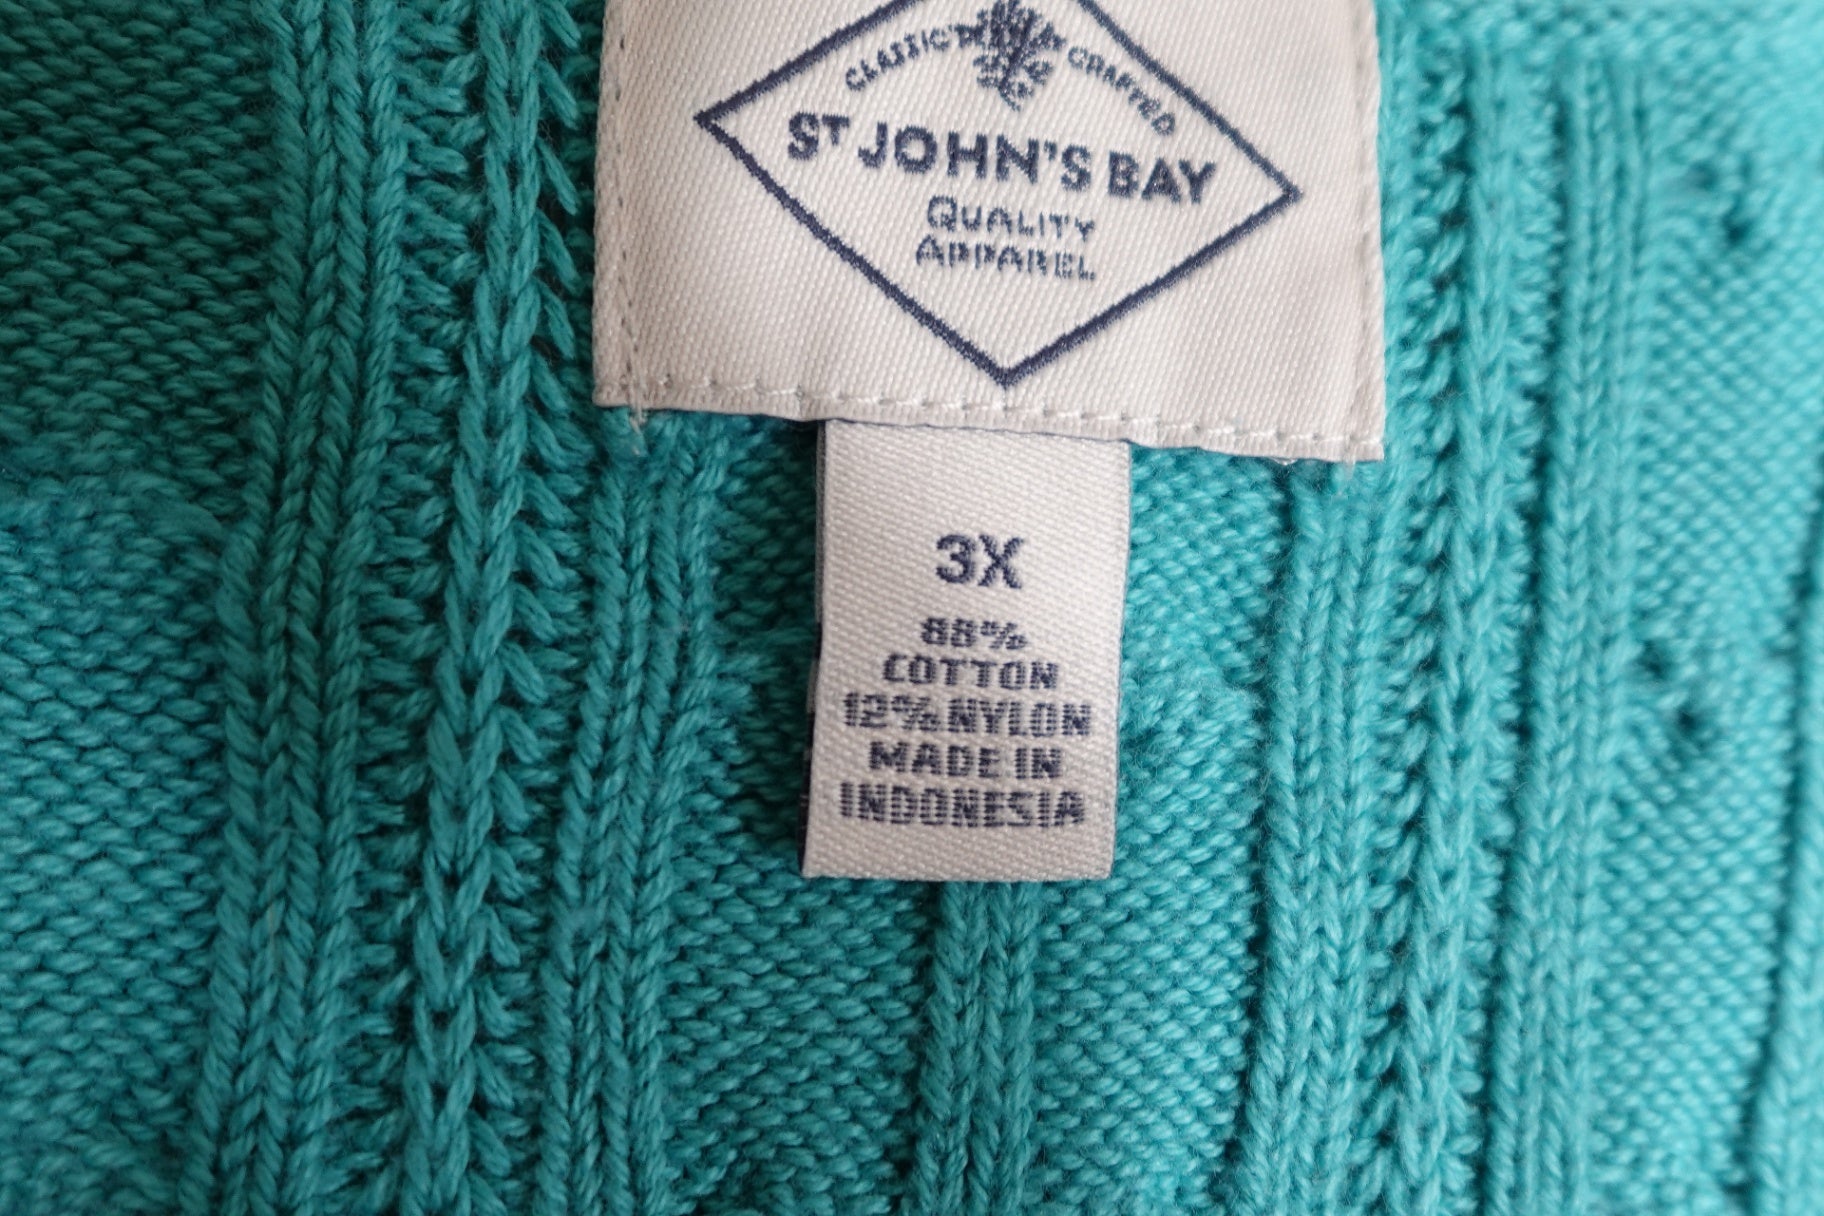 CLASSIC CRAFTED
ST JOHN'S BAY
QUALITY
APPAREL
3X
88%
COTTON
12% NYLON
MADE IN
INDONESIA